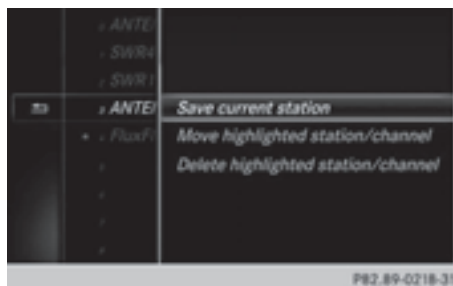 ANTE
SWR4
SWR1
ANTE Save current station
FluxF Move highlighted station/channel
Delete highlighted station/channel
P82.89-0218-31